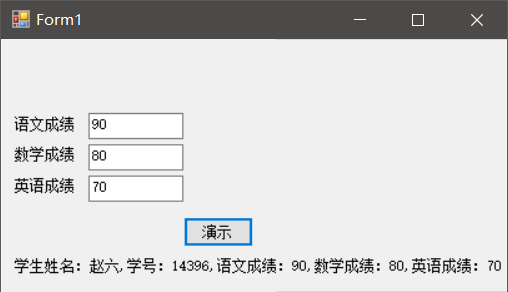 Form1
语文成绩 90
数学成绩 80
英语成绩 70
演示
学生姓名：赵六,学号：14396,语文成绩：90,数学成绩：80,英语成绩：70